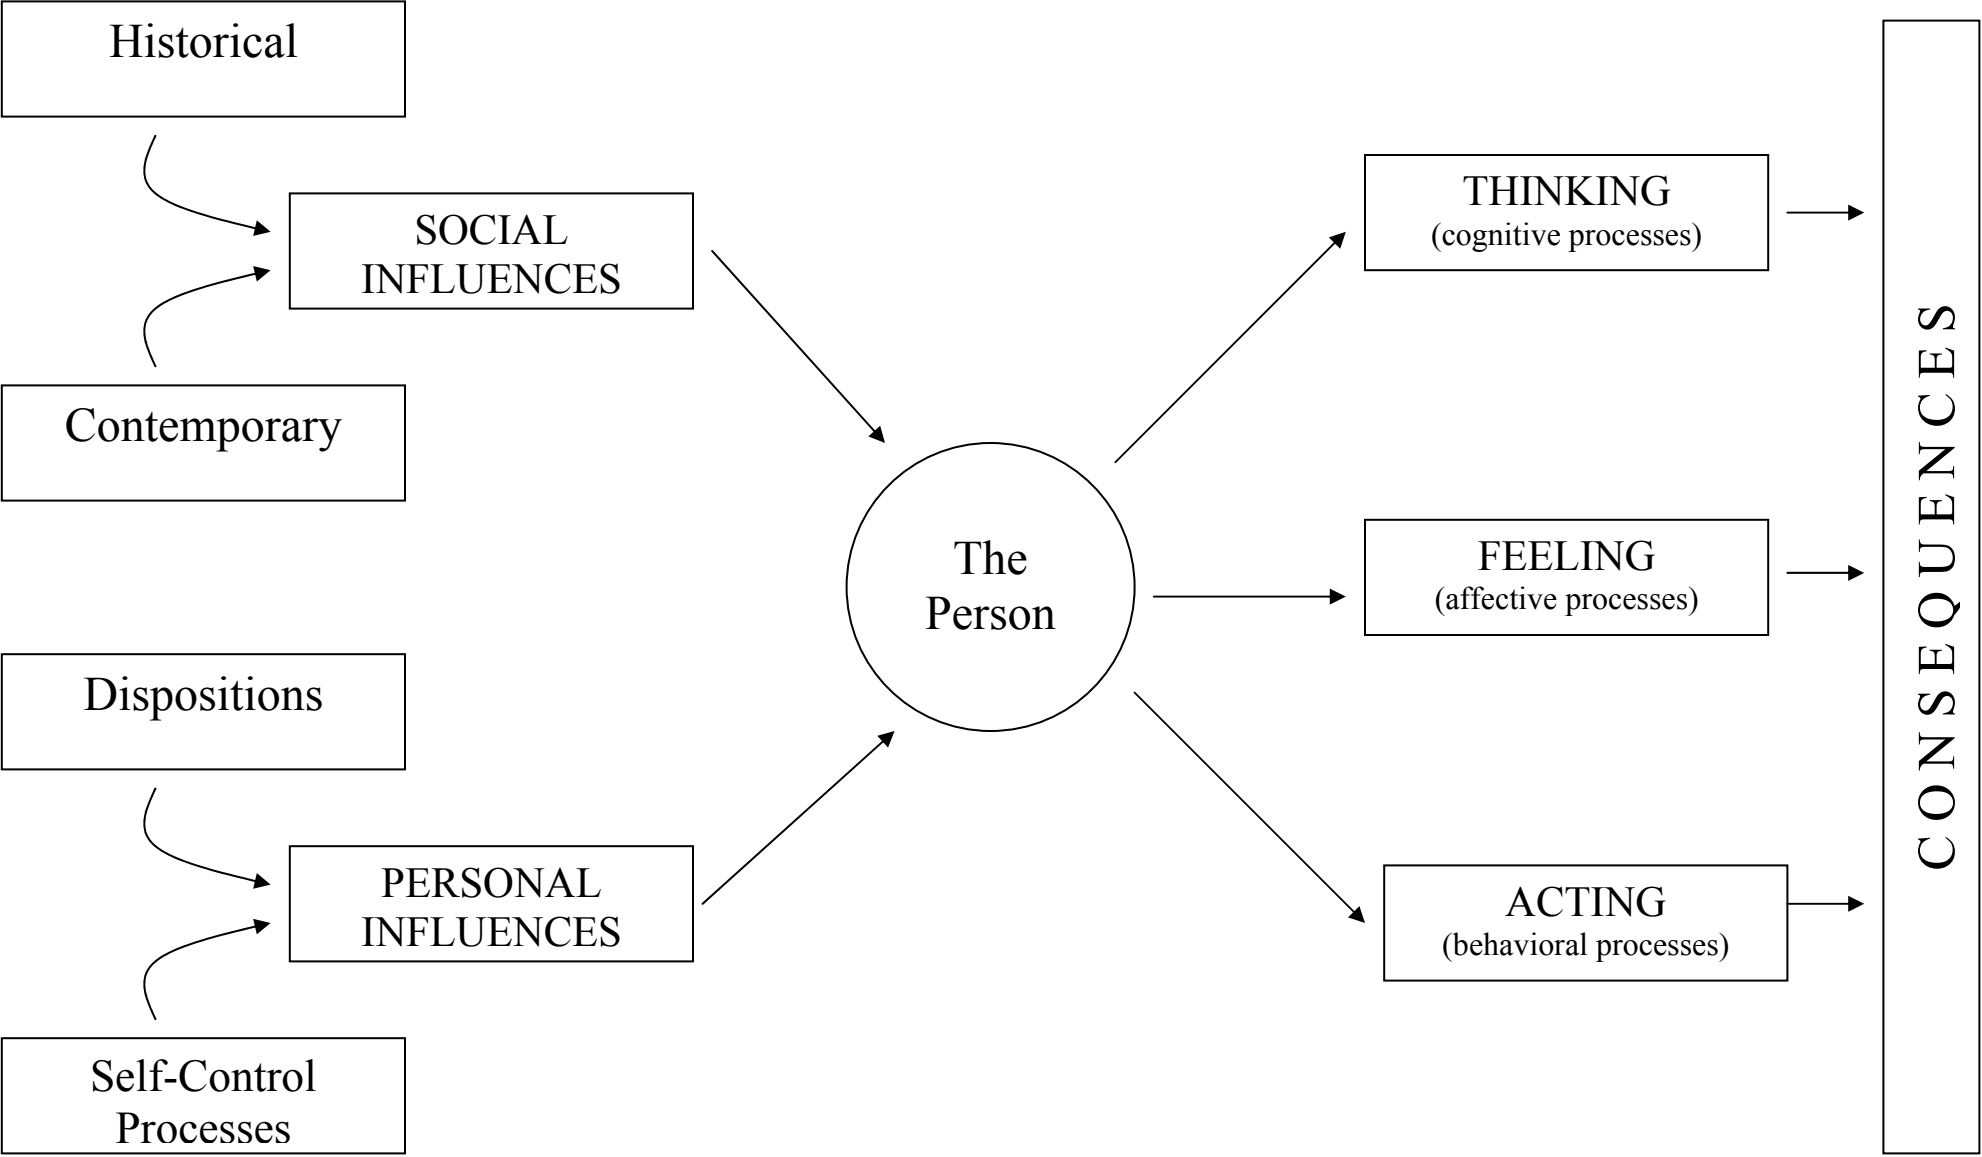 Historical
SOCIAL
INFLUENCES
Contemporary
Dispositions
PERSONAL
INFLUENCES
Self-Control
Processes
The
Person
THINKING
(cognitive processes)
FEELING
(affective processes)
ACTING
(behavioral processes)
CONSEQUENCES